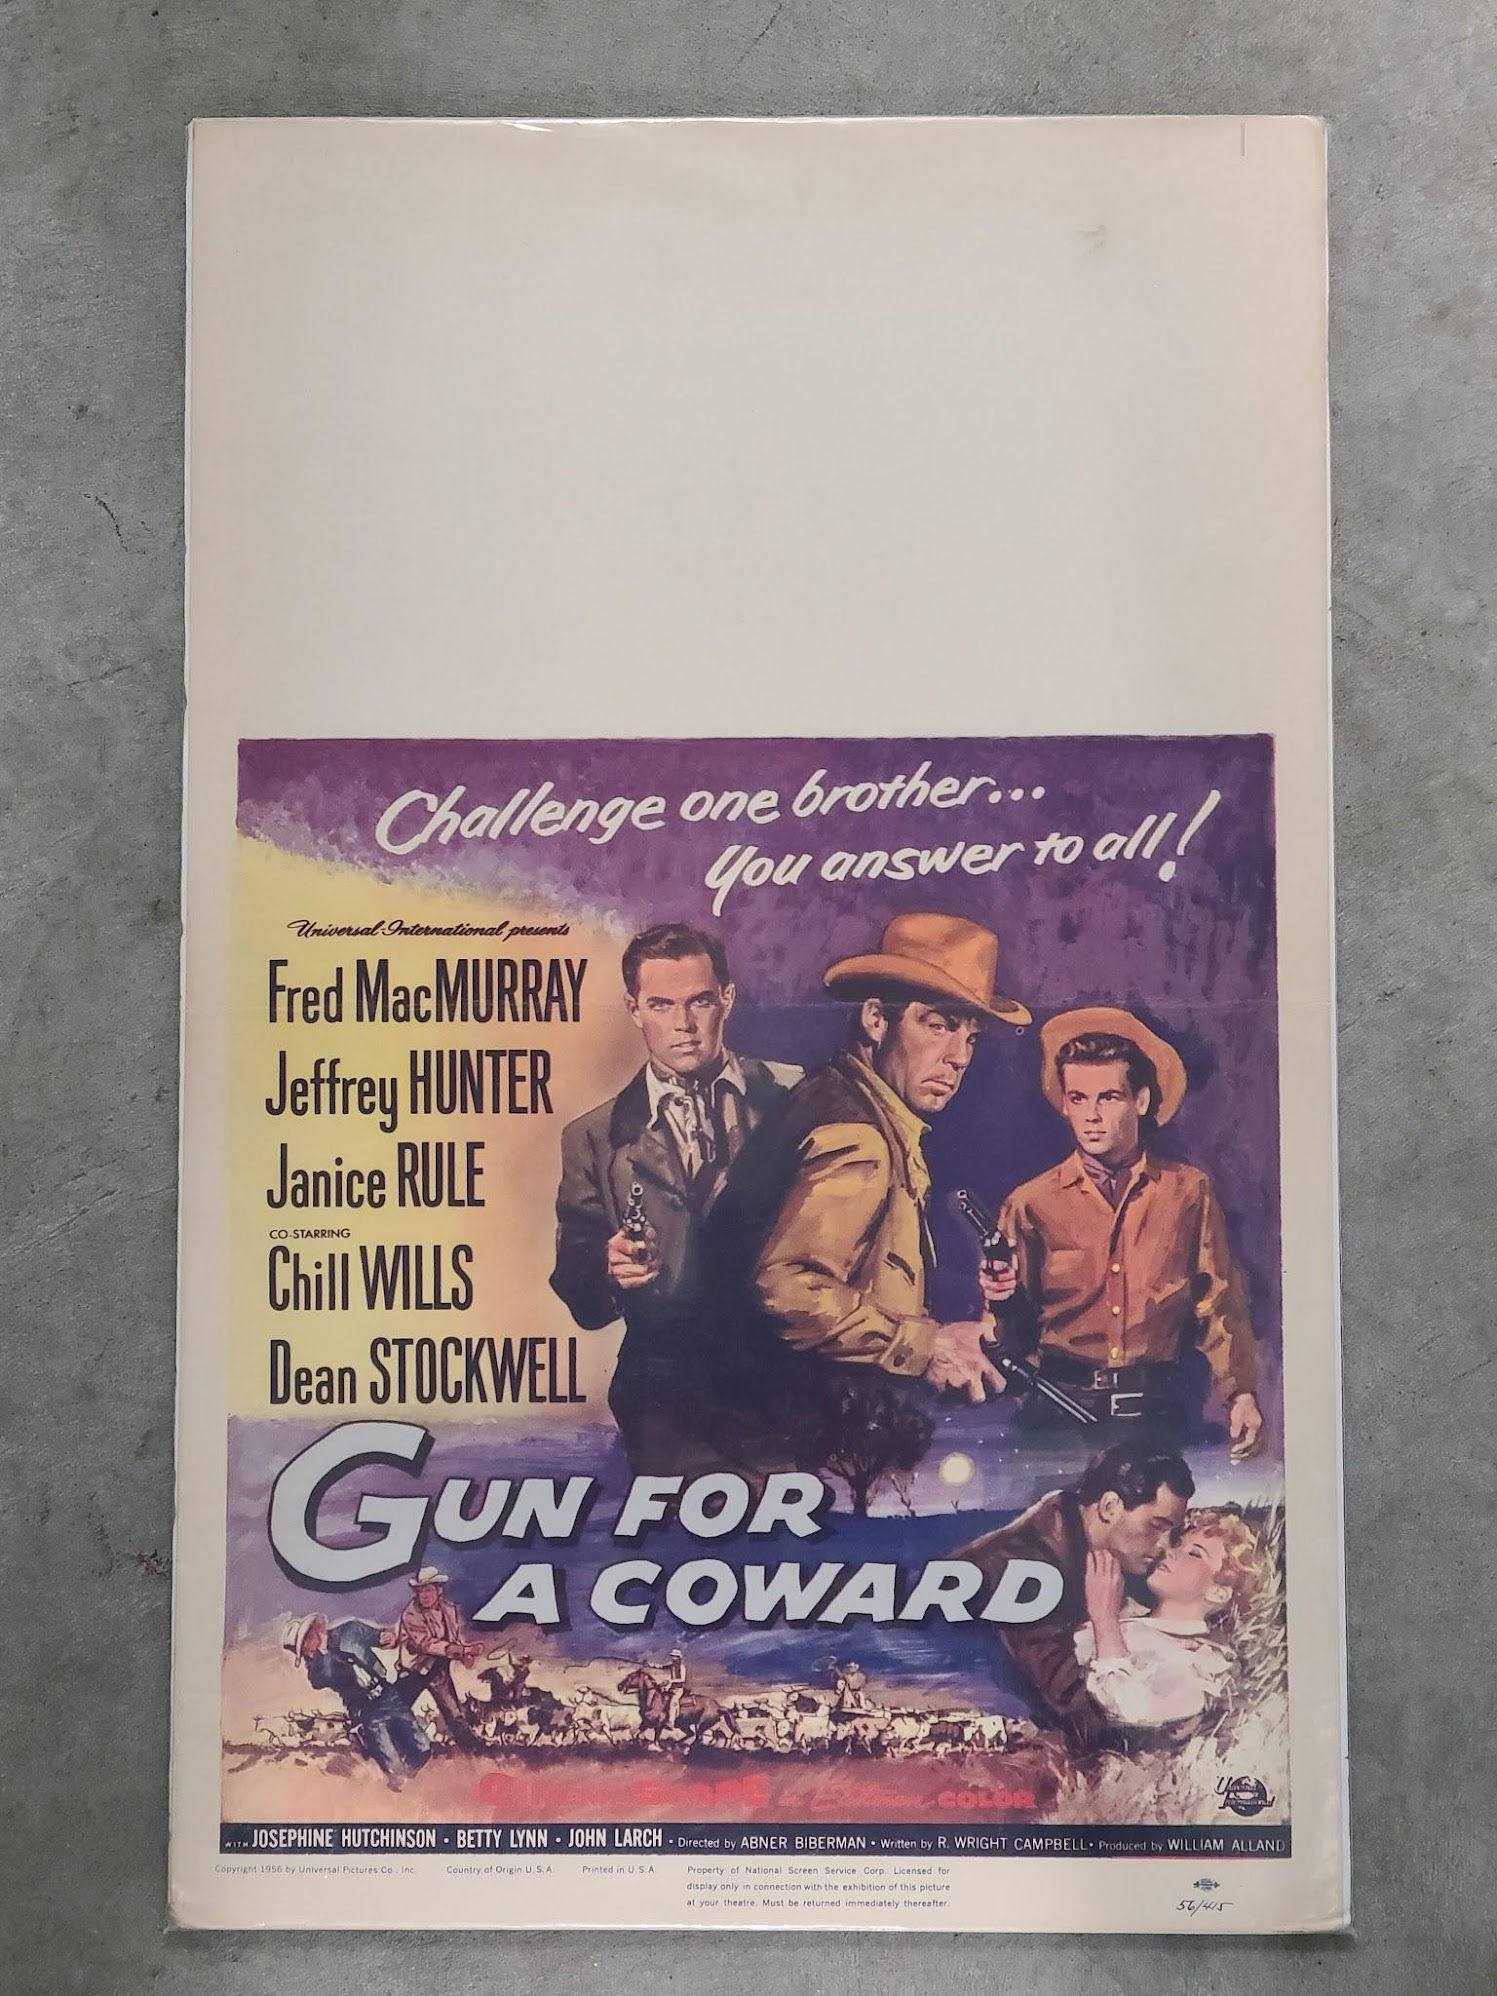 Challenge one brother...
You answer to all!
Universal-International presents
Fred MacMURRAY
Jeffrey HUNTER
Janice RULE
CO-STARRING
Chill WILLS
Dean STOCKWELL
GUN FOR
A COWARD
COLOR
Universal
International
WITH JOSEPHINE HUTCHINSON • BETTY LYNN • JOHN LARCH • Directed by ABNER BIBERMAN • Written by R. WRIGHT CAMPBELL • Produced by WILLIAM ALLAND
Copyright 1956 by Universal Pictures Co., Inc. Country of Origin U.S.A. Printed in U.S.A.
Property of National Screen Service Corp. Licensed for
display only in connection with the exhibition of this picture
at your theatre. Must be returned immediately thereafter.
56/415